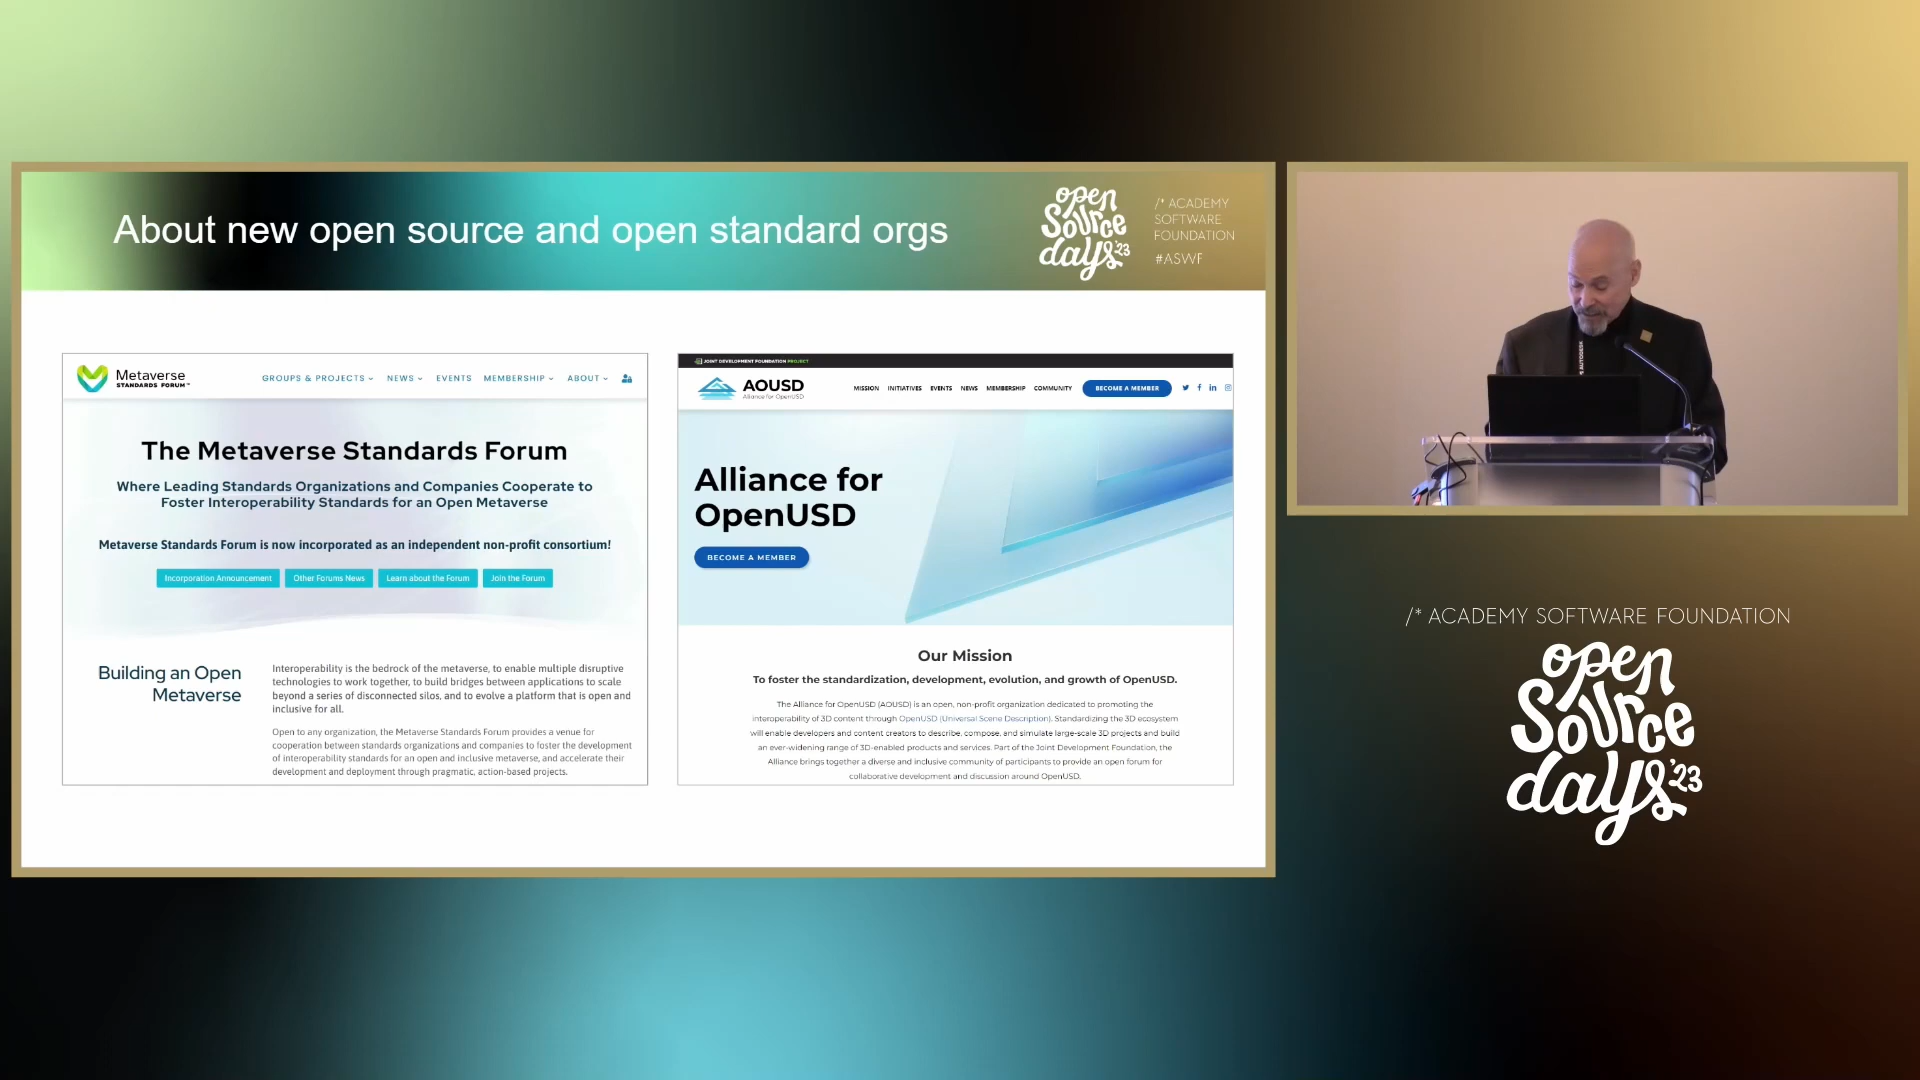 About new open source and open standard orgs
open
source
days '23
/* ACADEMY
SOFTWARE
FOUNDATION
#ASWF
Metaverse
STANDARDS FORUM™
GROUPS & PROJECTS
NEWS
EVENTS
MEMBERSHIP
ABOUT
The Metaverse Standards Forum
Where Leading Standards Organizations and Companies Cooperate to
Foster Interoperability Standards for an Open Metaverse
Metaverse Standards Forum is now incorporated as an independent non-profit consortium!
Incorporation Announcement
Other Forums News
Learn about the Forum
Join the Forum
Building an Open
Metaverse
Interoperability is the bedrock of the metaverse, to enable multiple disruptive
technologies to work together, to build bridges between applications to scale
beyond a series of disconnected silos, and to evolve a platform that is open and
inclusive for all.
Open to any organization, the Metaverse Standards Forum provides a venue for
cooperation between standards organizations and companies to foster the development
of interoperability standards for an open and inclusive metaverse, and accelerate their
development and deployment through pragmatic, action-based projects.
JOINT DEVELOPMENT FOUNDATION PROJECT
AOUSD
Alliance for OpenUSD
MISSION
INITIATIVES
EVENTS
NEWS
MEMBERSHIP
COMMUNITY
BECOME A MEMBER
Alliance for
OpenUSD
BECOME A MEMBER
Our Mission
To foster the standardization, development, evolution, and growth of OpenUSD.
The Alliance for OpenUSD (AOUSD) is an open, non-profit organization dedicated to promoting the
interoperability of 3D content through OpenUSD (Universal Scene Description). Standardizing the 3D ecosystem
will enable developers and content creators to describe, compose, and simulate large-scale 3D projects and build
an ever-widening range of 3D-enabled products and services. Part of the Joint Development Foundation, the
Alliance brings together a diverse and inclusive community of participants to provide an open forum for
collaborative development and discussion around OpenUSD.
AUTODESK
/* ACADEMY SOFTWARE FOUNDATION
open
source
days '23